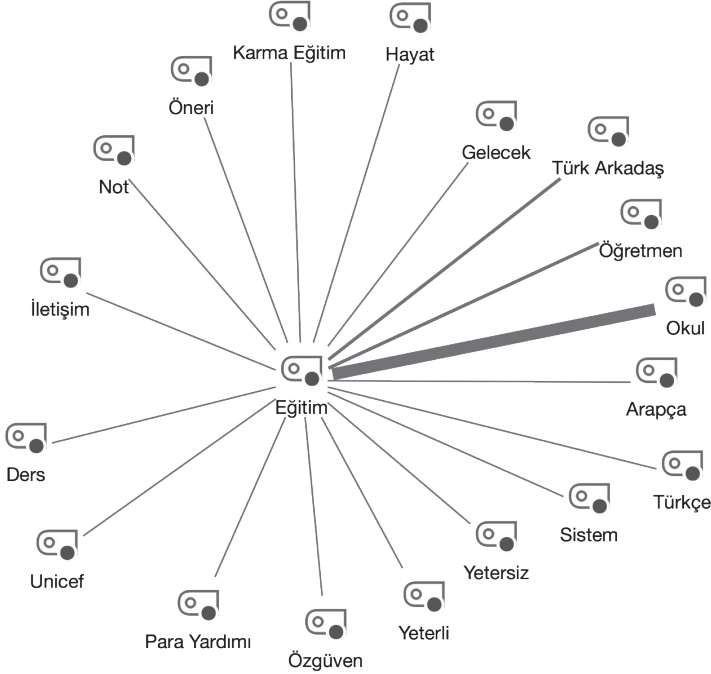 Karma Eğitim
Hayat
Öneri
Gelecek
Türk Arkadaş
Not
Öğretmen
İletişim
Okul
Eğitim
Arapça
Ders
Türkçe
Sistem
Yetersiz
Unicef
Para Yardımı
Yeterli
Özgüven